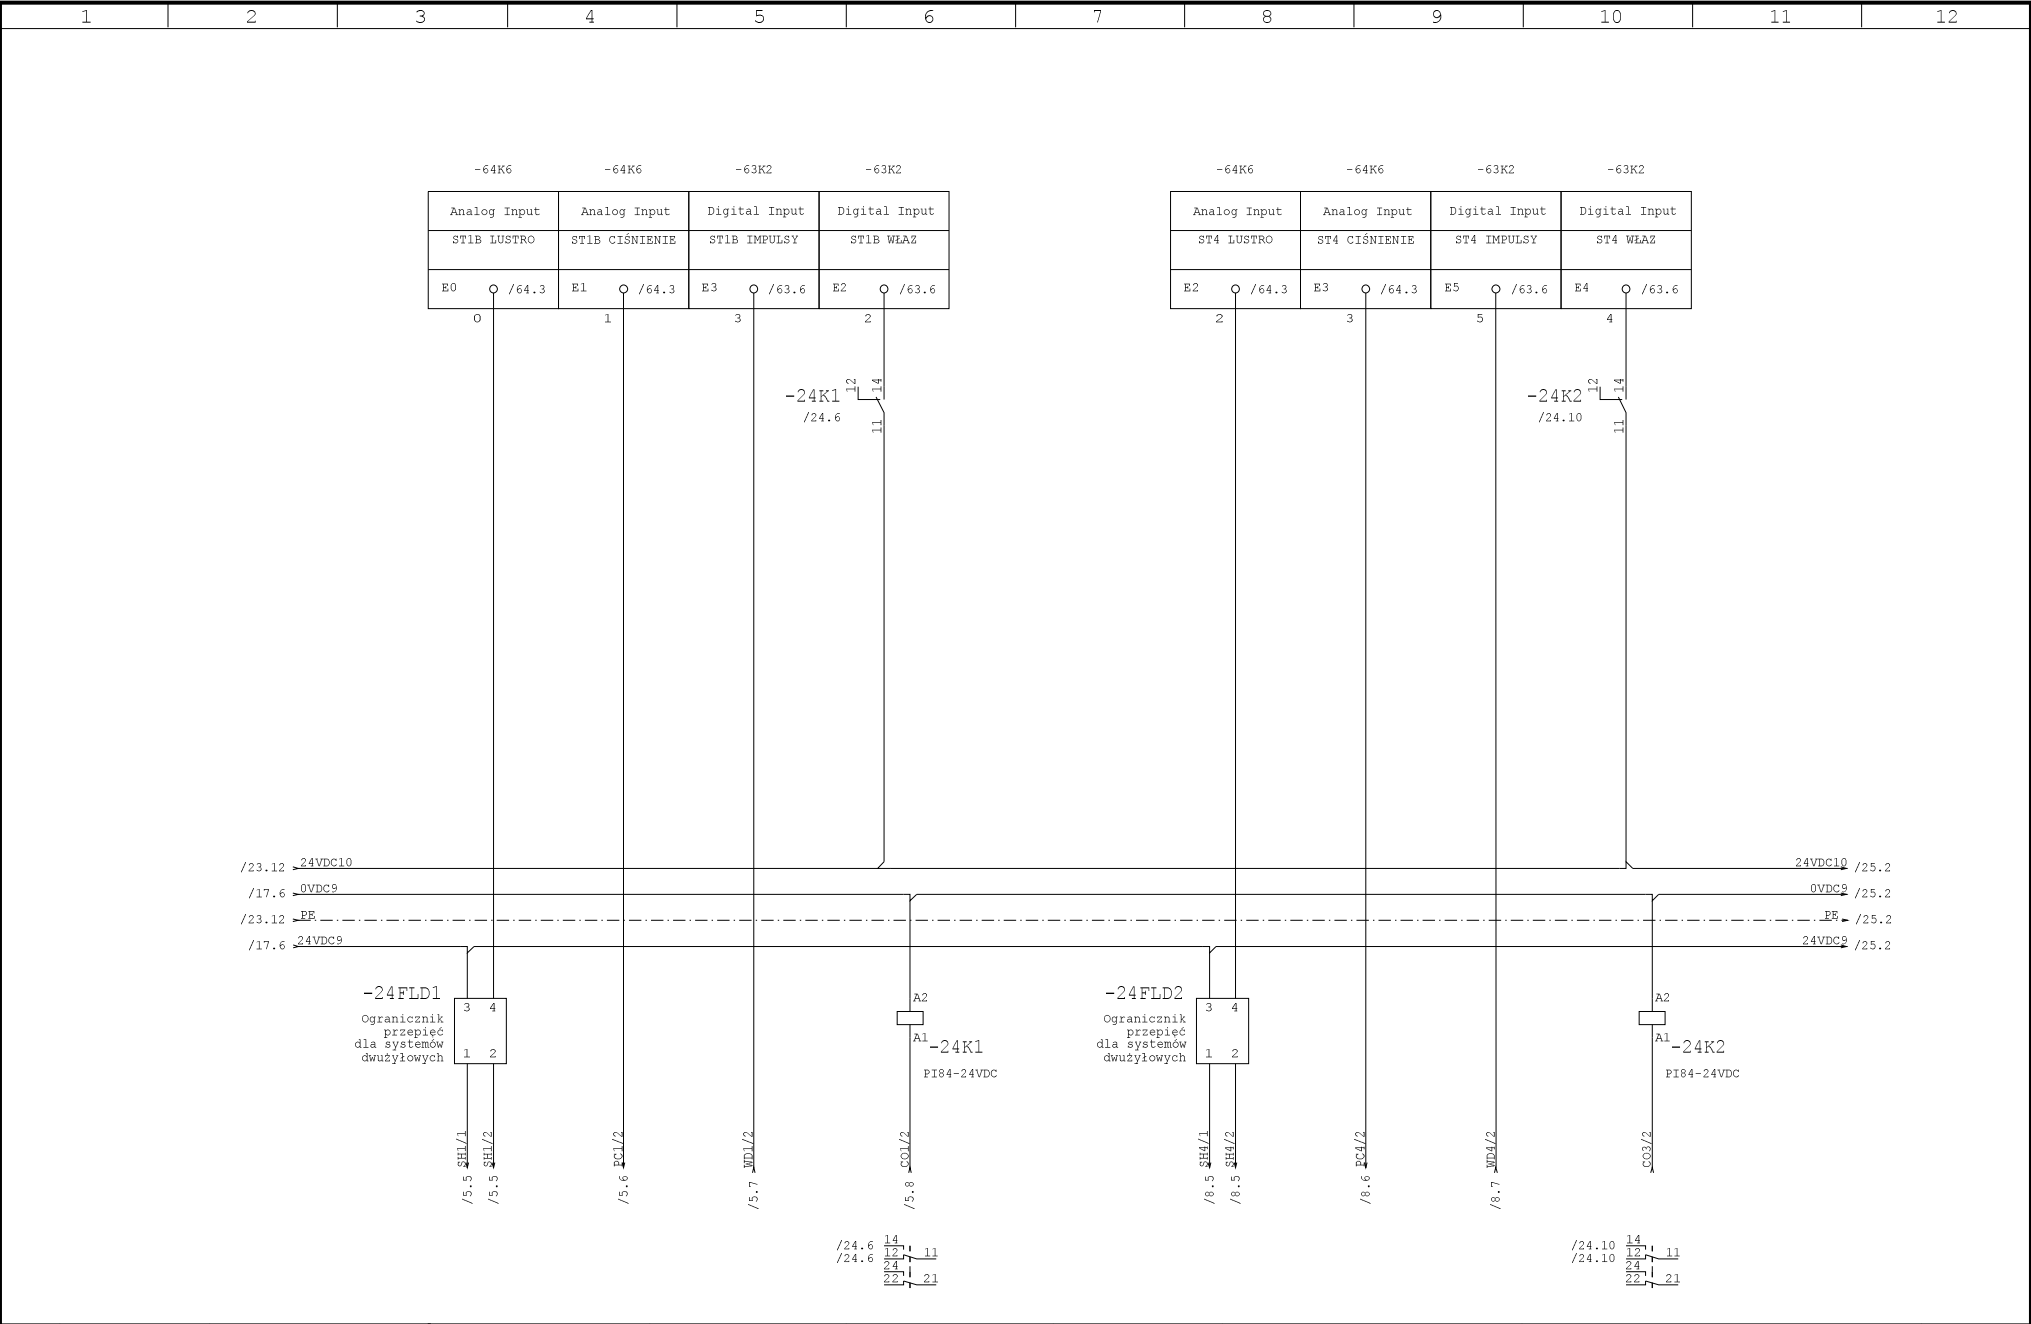 1 2 3 4 5 6 7 8 9 10 11 12
-64K6 -64K6 -63K2 -63K2 -64K6 -64K6 -63K2 -63K2
Analog Input Analog Input Digital Input Digital Input Analog Input Analog Input Digital Input Digital Input
ST1B LUSTRO ST1B CIŚNIENIE ST1B IMPULSY ST1B WŁAZ ST4 LUSTRO ST4 CIŚNIENIE ST4 IMPULSY ST4 WŁAZ
E0 /64.3 E1 /64.3 E3 /63.6 E2 /63.6 E2 /64.3 E3 /64.3 E5 /63.6 E4 /63.6
0 1 3 2 2 3 5 4
12 14 12 14
-24K1 -24K2
/24.6 /24.10
11 11
/23.12 24VDC10 24VDC10 /25.2
/17.6 0VDC9 0VDC9 /25.2
/23.12 PE PE /25.2
/17.6 24VDC9 24VDC9 /25.2
-24FLD1 A2 -24FLD2 A2
3 4 3 4
Ogranicznik Ogranicznik
przepięć przepięć
dla systemów A1 -24K1 dla systemów A1 -24K2
dwużyłowych 1 2 dwużyłowych 1 2
PI84-24VDC PI84-24VDC
SH1/1 SH1/2 PC1/2 WD1/2 CO1/2 SH4/1 SH4/2 PC4/2 WD4/2 CO3/2
/5.5 /5.5 /5.6 /5.7 /5.8 /8.5 /8.5 /8.6 /8.7
/24.6 14 /24.10 14
/24.6 12 11 /24.10 12 11
24 24
22 21 22 21